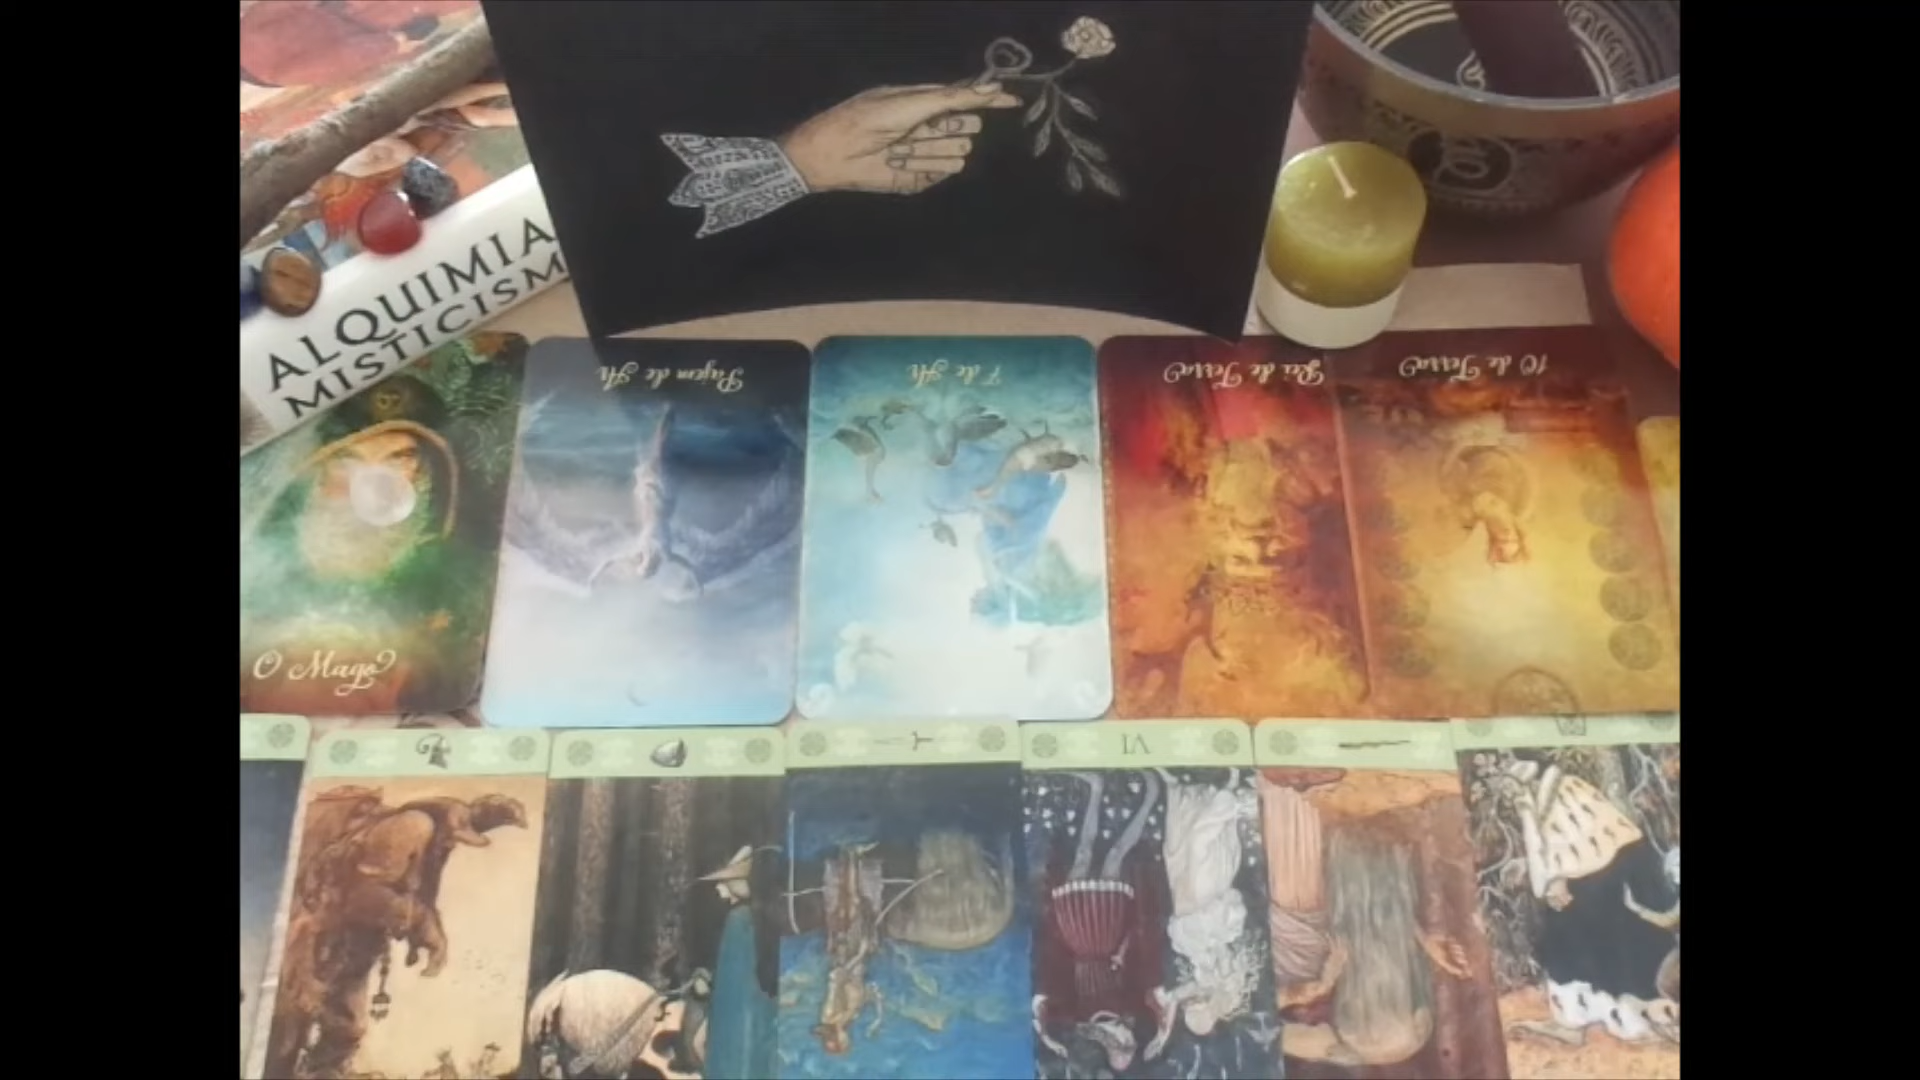 ALQUIMIA
MISTICISM
Pajem de Ar
7 de Ar
Rei de Terra
10 de Terra
O Mago
VI